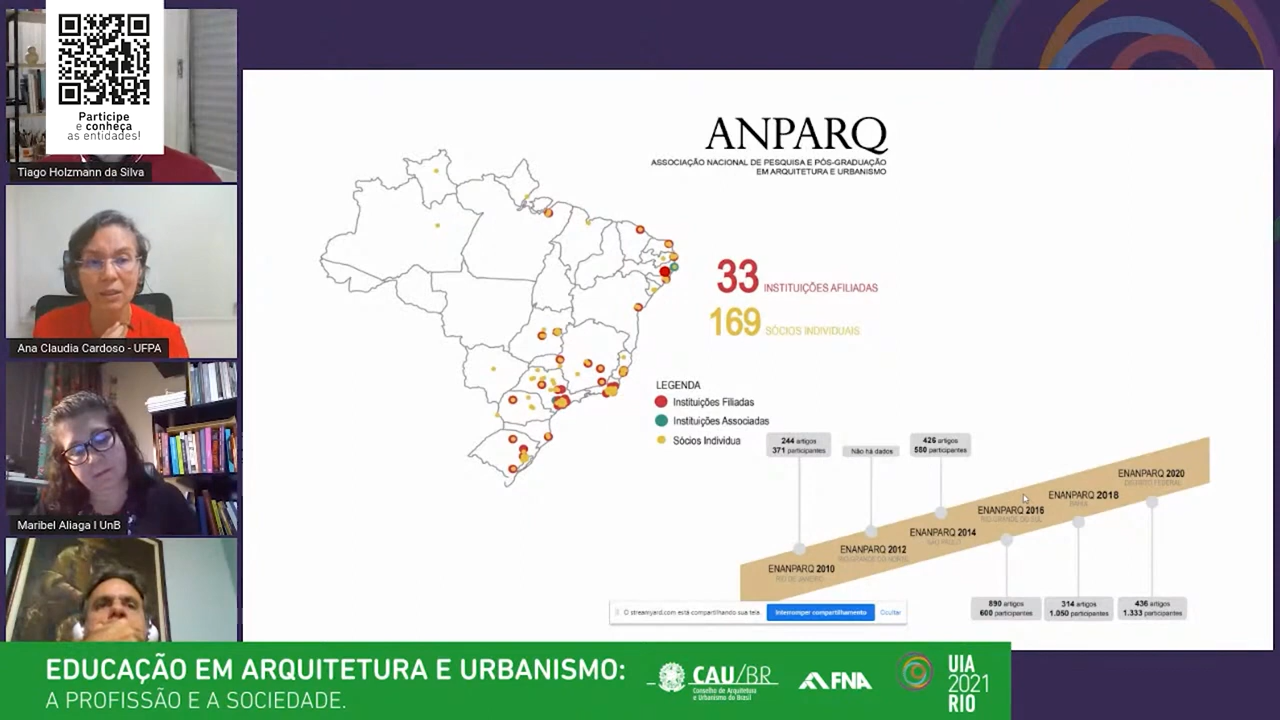 Participe
e conheça
as entidades!
Tiago Holzmann da Silva
Ana Claudia Cardoso - UFPA
Maribel Aliaga I UnB
ANPARQ
ASSOCIAÇÃO NACIONAL DE PESQUISA E PÓS-GRADUAÇÃO
EM ARQUITETURA E URBANISMO
33 INSTITUIÇÕES AFILIADAS
169 SÓCIOS INDIVIDUAIS
LEGENDA
Instituições Filiadas
Instituições Associadas
Sócios Individua
244 artigos
371 participantes
Não há dados
426 artigos
580 participantes
ENANPARQ 2010
RIO DE JANEIRO
ENANPARQ 2012
RIO GRANDE DO NORTE
ENANPARQ 2014
SÃO PAULO
ENANPARQ 2016
RIO GRANDE DO SUL
ENANPARQ 2018
BAHIA
ENANPARQ 2020
DISTRITO FEDERAL
890 artigos
600 participantes
314 artigos
1.050 participantes
436 artigos
1.333 participantes
O streamyard.com está compartilhando sua tela.
Interromper compartilhamento
Ocultar
EDUCAÇÃO EM ARQUITETURA E URBANISMO:
A PROFISSÃO E A SOCIEDADE.
CAU/BR
Conselho de Arquitetura
e Urbanismo do Brasil
FNA
UIA
2021
RIO